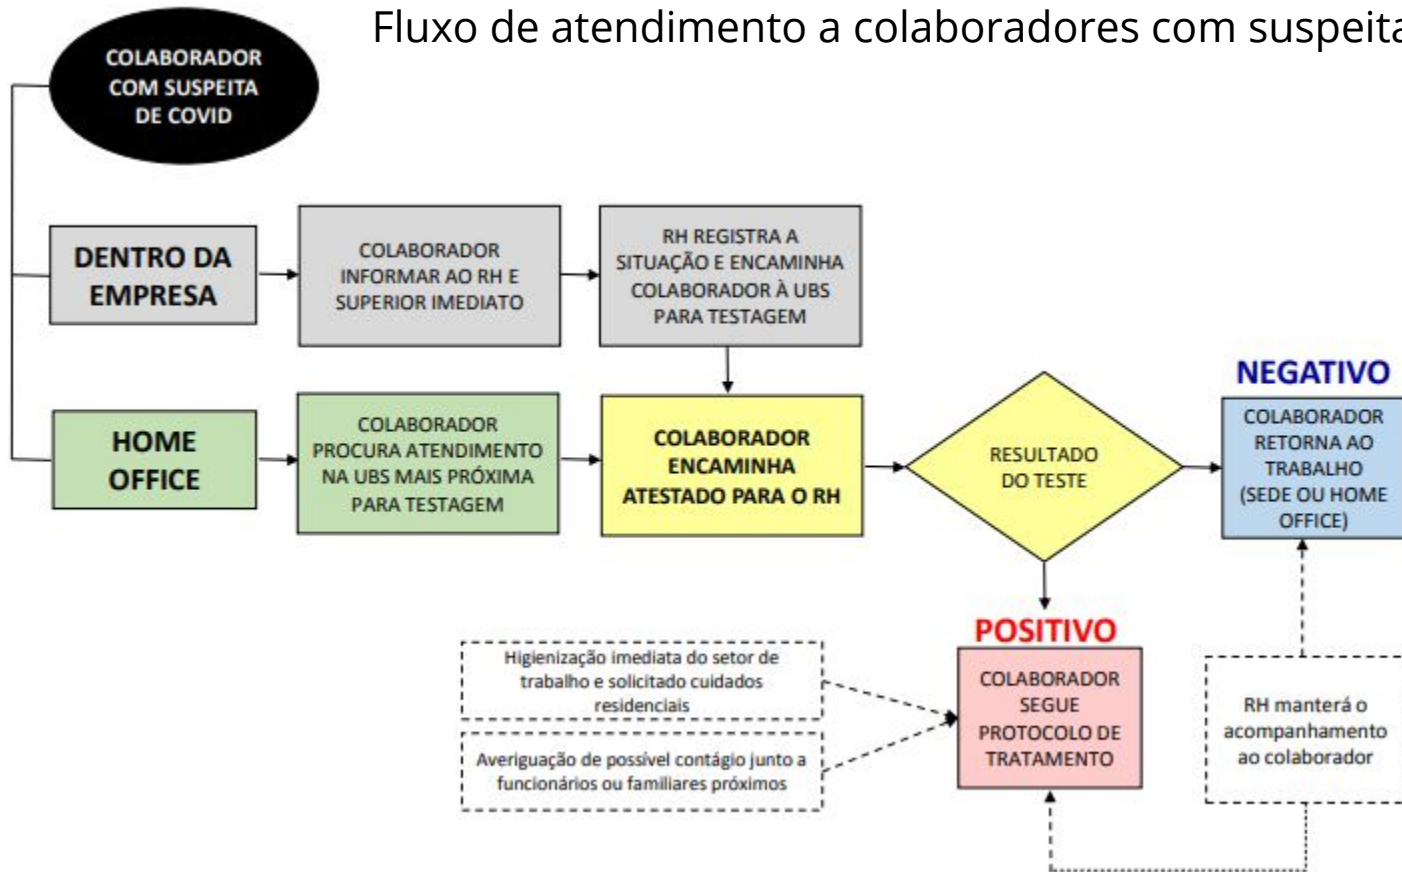 Fluxo de atendimento a colaboradores com suspeita
COLABORADOR
COM SUSPEITA
DE COVID
DENTRO DA
EMPRESA
COLABORADOR
INFORMAR AO RH E
SUPERIOR IMEDIATO
RH REGISTRA A
SITUAÇÃO E ENCAMINHA
COLABORADOR À UBS
PARA TESTAGEM
HOME
OFFICE
COLABORADOR
PROCURA ATENDIMENTO
NA UBS MAIS PRÓXIMA
PARA TESTAGEM
COLABORADOR
ENCAMINHA
ATESTADO PARA O RH
RESULTADO
DO TESTE
NEGATIVO
COLABORADOR
RETORNA AO
TRABALHO
(SEDE OU HOME
OFFICE)
POSITIVO
COLABORADOR
SEGUE
PROTOCOLO DE
TRATAMENTO
Higienização imediata do setor de
trabalho e solicitado cuidados
residenciais
Averiguação de possível contágio junto a
funcionários ou familiares próximos
RH manterá o
acompanhamento
ao colaborador